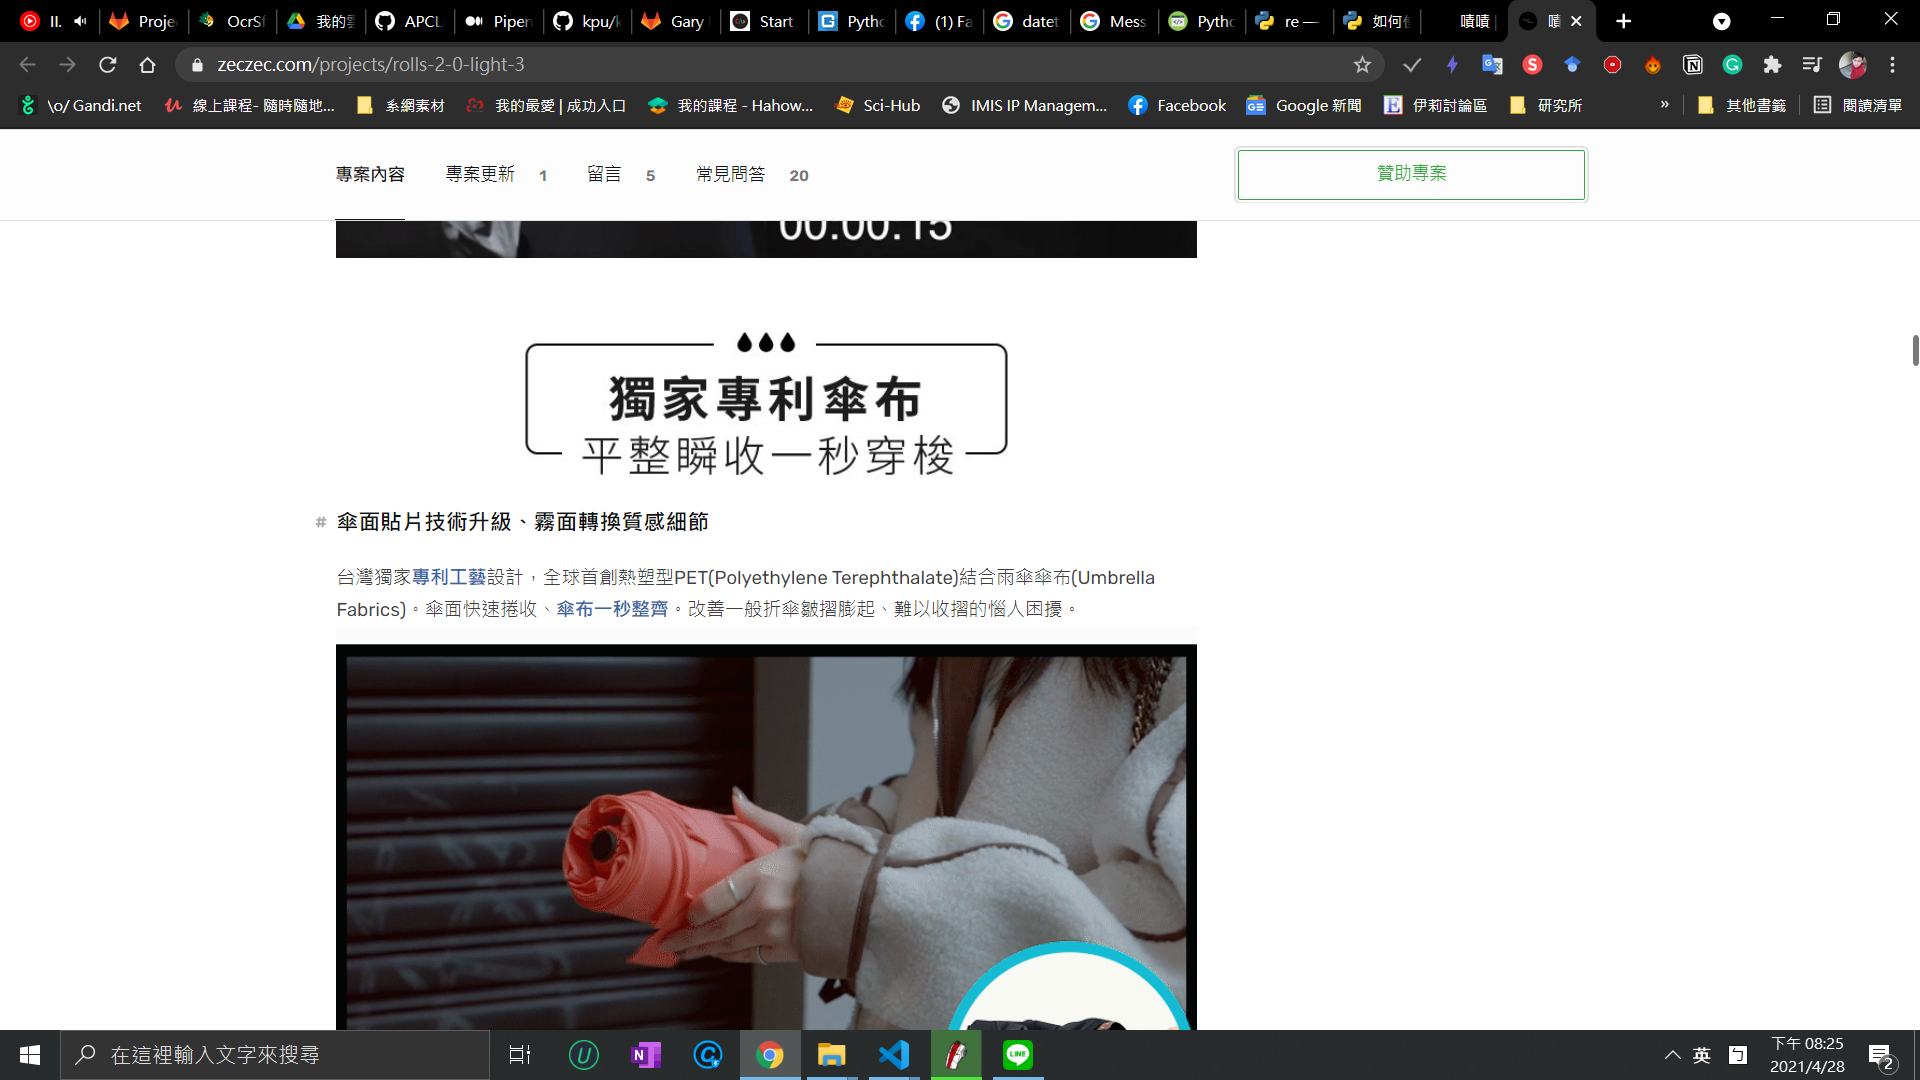 II.
Proje
OcrSf
我的雲
APCL
Pipen
kpu/k
Gary
Start
Pytho
(1) Fa
datet
Mess
Pytho
re —
如何使
嘖嘖 |
嘖
zeczec.com/projects/rolls-2-0-light-3
\o/ Gandi.net
線上課程- 隨時隨地...
系網素材
我的最愛 | 成功入口
我的課程 - Hahow...
Sci-Hub
IMIS IP Managem...
Facebook
Google 新聞
伊莉討論區
研究所
»
其他書籤
閱讀清單
專案內容
專案更新 1
留言 5
常見問答 20
贊助專案
00:00:15
獨家專利傘布
平整瞬收一秒穿梭
# 傘面貼片技術升級、霧面轉換質感細節
台灣獨家專利工藝設計，全球首創熱塑型PET(Polyethylene Terephthalate)結合雨傘傘布(Umbrella
Fabrics)。傘面快速捲收、傘布一秒整齊。改善一般折傘皺摺膨起、難以收摺的惱人困擾。
在這裡輸入文字來搜尋
英
ㄅ
下午 08:25
2021/4/28
2